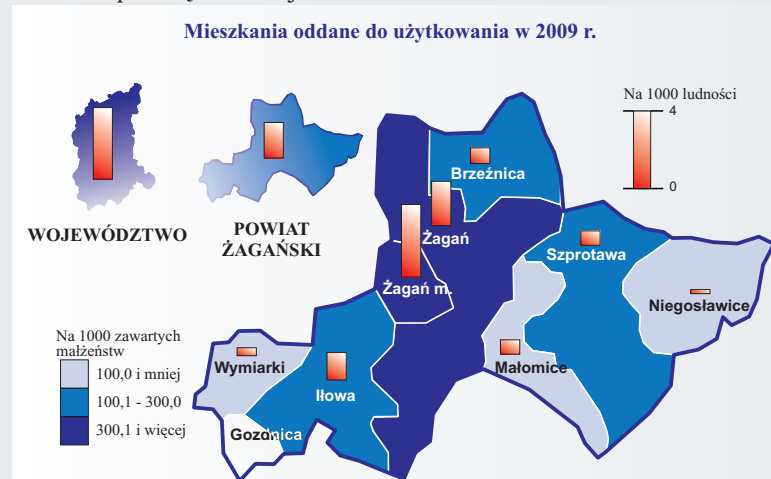 Mieszkania oddane do użytkowania w 2009 r.
Na 1000 ludności
4
0
WOJEWÓDZTWO
POWIAT
ŻAGAŃSKI
Brzeźnica
Żagań
Żagań m.
Szprotawa
Niegosławice
Małomice
Wymiarki
Iłowa
Gozdnica
Na 1000 zawartych
małżeństw
100,0 i mniej
100,1 - 300,0
300,1 i więcej